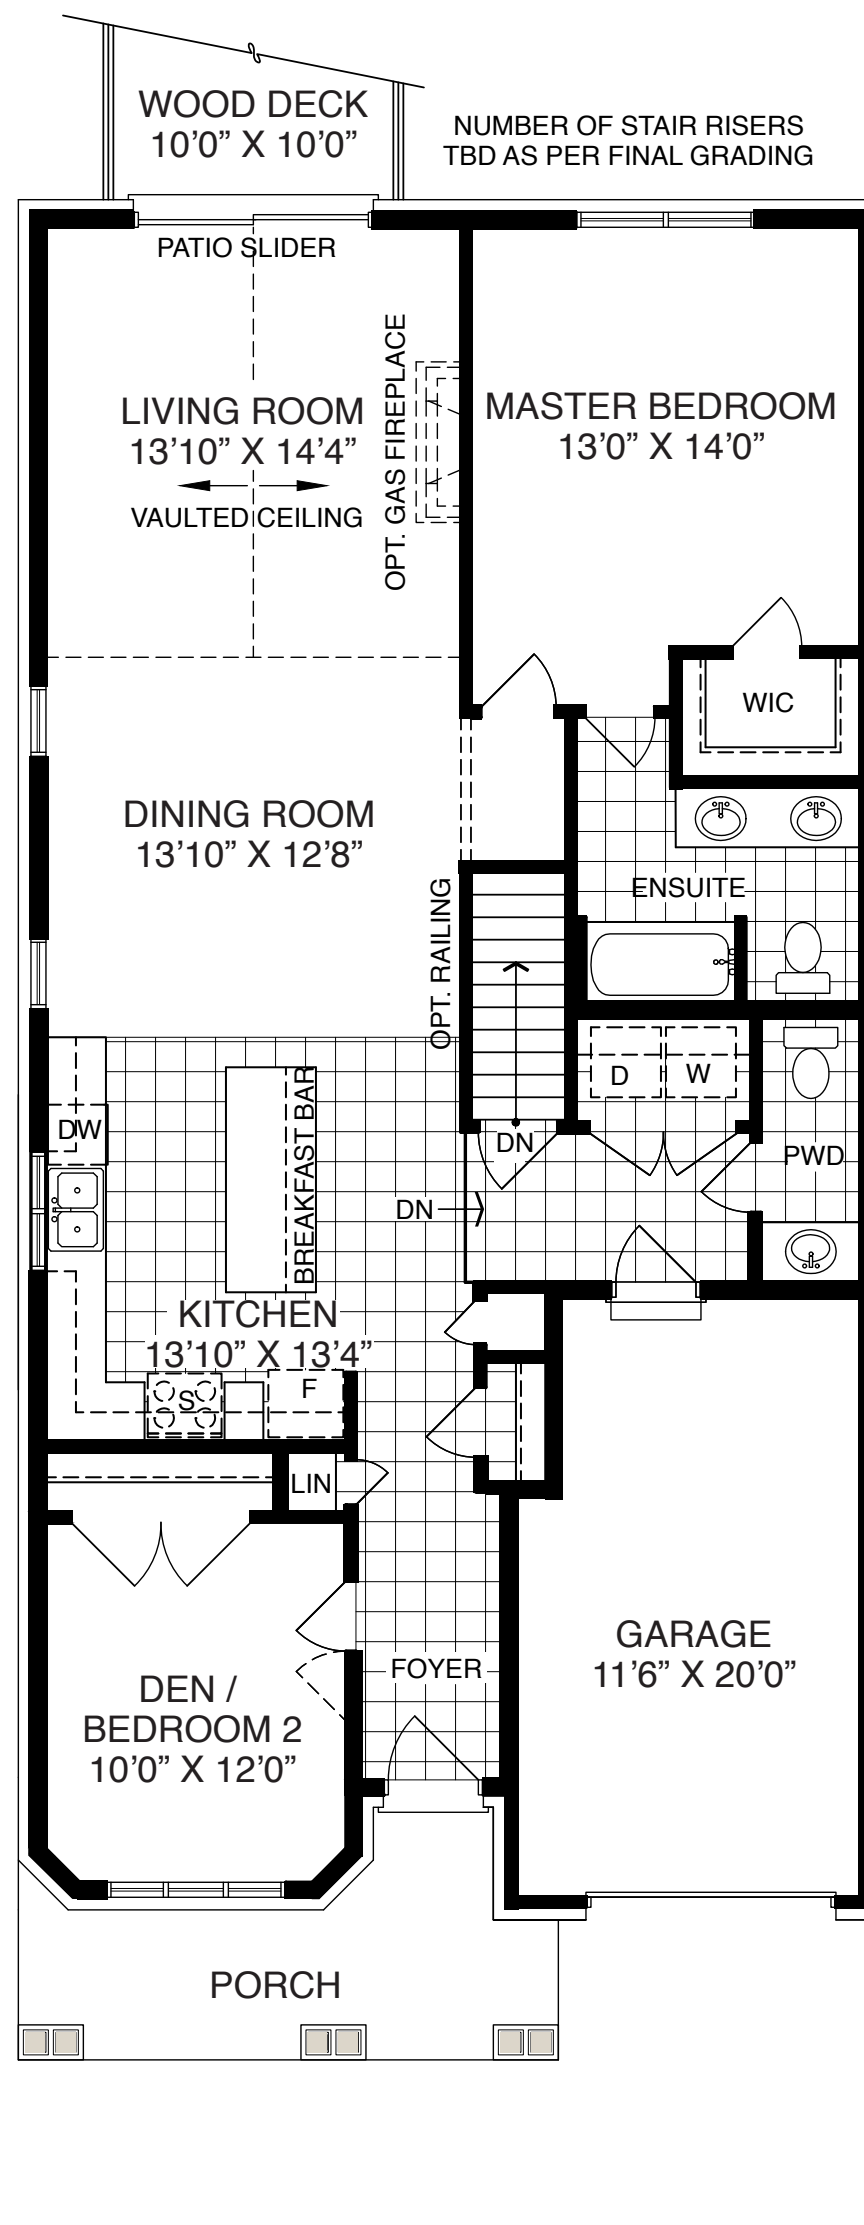 WOOD DECK
10’0” X 10’0”
NUMBER OF STAIR RISERS
TBD AS PER FINAL GRADING
PATIO SLIDER
LIVING ROOM
13’10” X 14’4”
VAULTED CEILING
OPT. GAS FIREPLACE
MASTER BEDROOM
13’0” X 14’0”
WIC
DINING ROOM
13’10” X 12’8”
ENSUITE
OPT. RAILING
D
W
DW
DN
PWD
BREAKFAST BAR
DN
KITCHEN
13’10” X 13’4”
S
F
LIN
GARAGE
11’6” X 20’0”
FOYER
DEN /
BEDROOM 2
10’0” X 12’0”
PORCH